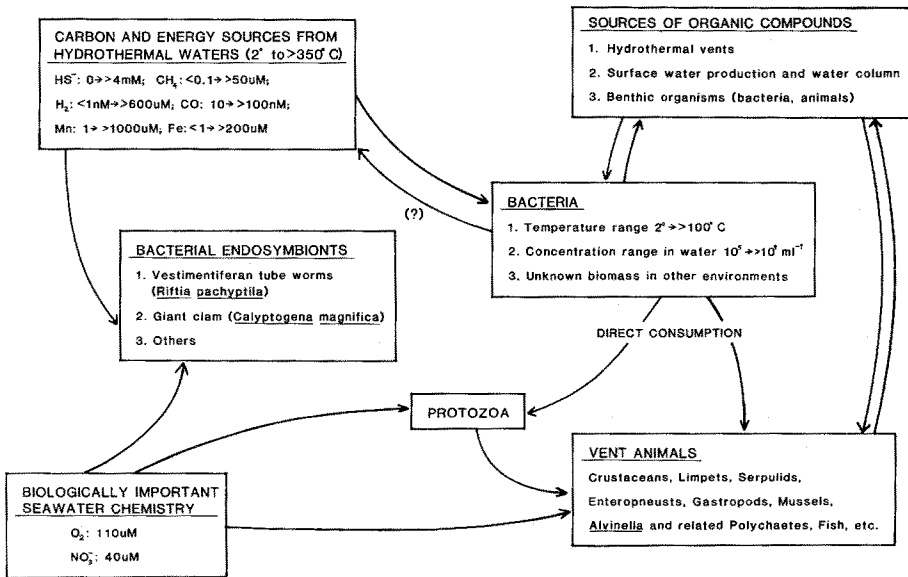 CARBON AND ENERGY SOURCES FROM
HYDROTHERMAL WATERS (2° to >350° C)
HS⁻: 0→>4mM; CH₄: <0.1→>50uM;
H₂: <1nM→>600uM; CO: 10→>100nM;
Mn: 1→>1000uM; Fe: <1→>200uM
SOURCES OF ORGANIC COMPOUNDS
1. Hydrothermal vents
2. Surface water production and water column
3. Benthic organisms (bacteria, animals)
(?)
BACTERIA
1. Temperature range 2°→>100° C
2. Concentration range in water 10⁵→>10⁹ ml⁻¹
3. Unknown biomass in other environments
BACTERIAL ENDOSYMBIONTS
1. Vestimentiferan tube worms
(Riftia pachyptila)
2. Giant clam (Calyptogena magnifica)
3. Others
DIRECT CONSUMPTION
PROTOZOA
VENT ANIMALS
Crustaceans, Limpets, Serpulids,
Enteropneusts, Gastropods, Mussels,
Alvinella and related Polychaetes, Fish, etc.
BIOLOGICALLY IMPORTANT
SEAWATER CHEMISTRY
O₂: 110uM
NO₃⁻: 40uM